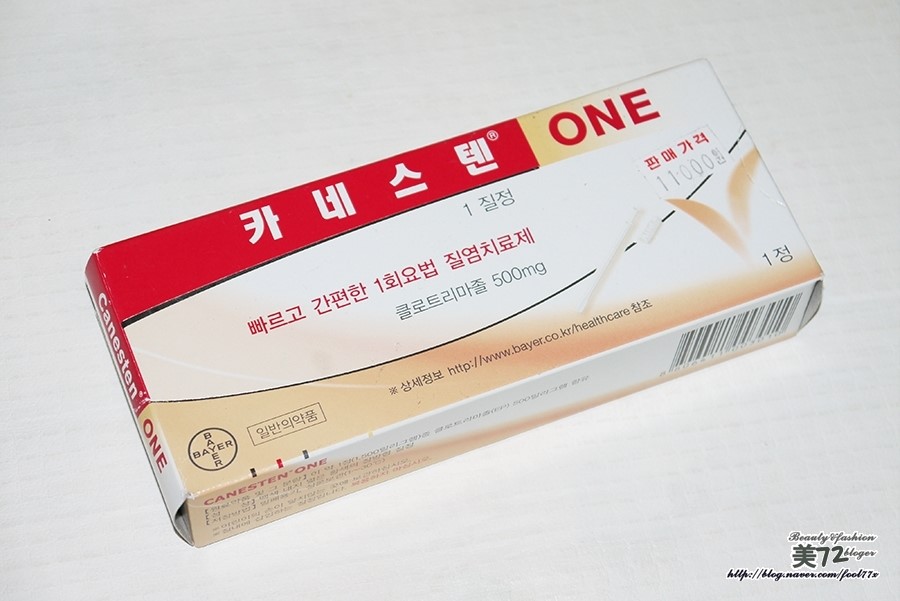 카네스텐® ONE
1 질정
판매가격
11000원
빠르고 간편한 1회요법 질염치료제
클로트리마졸 500mg
1정
※ 상세정보 http://www.bayer.co.kr/healthcare 참조
일반의약품
BAYER
BAYER
Canesten® ONE
CANESTEN® ONE
Beauty&fashion
美72 bloger
http://blog.naver.com/fool77x